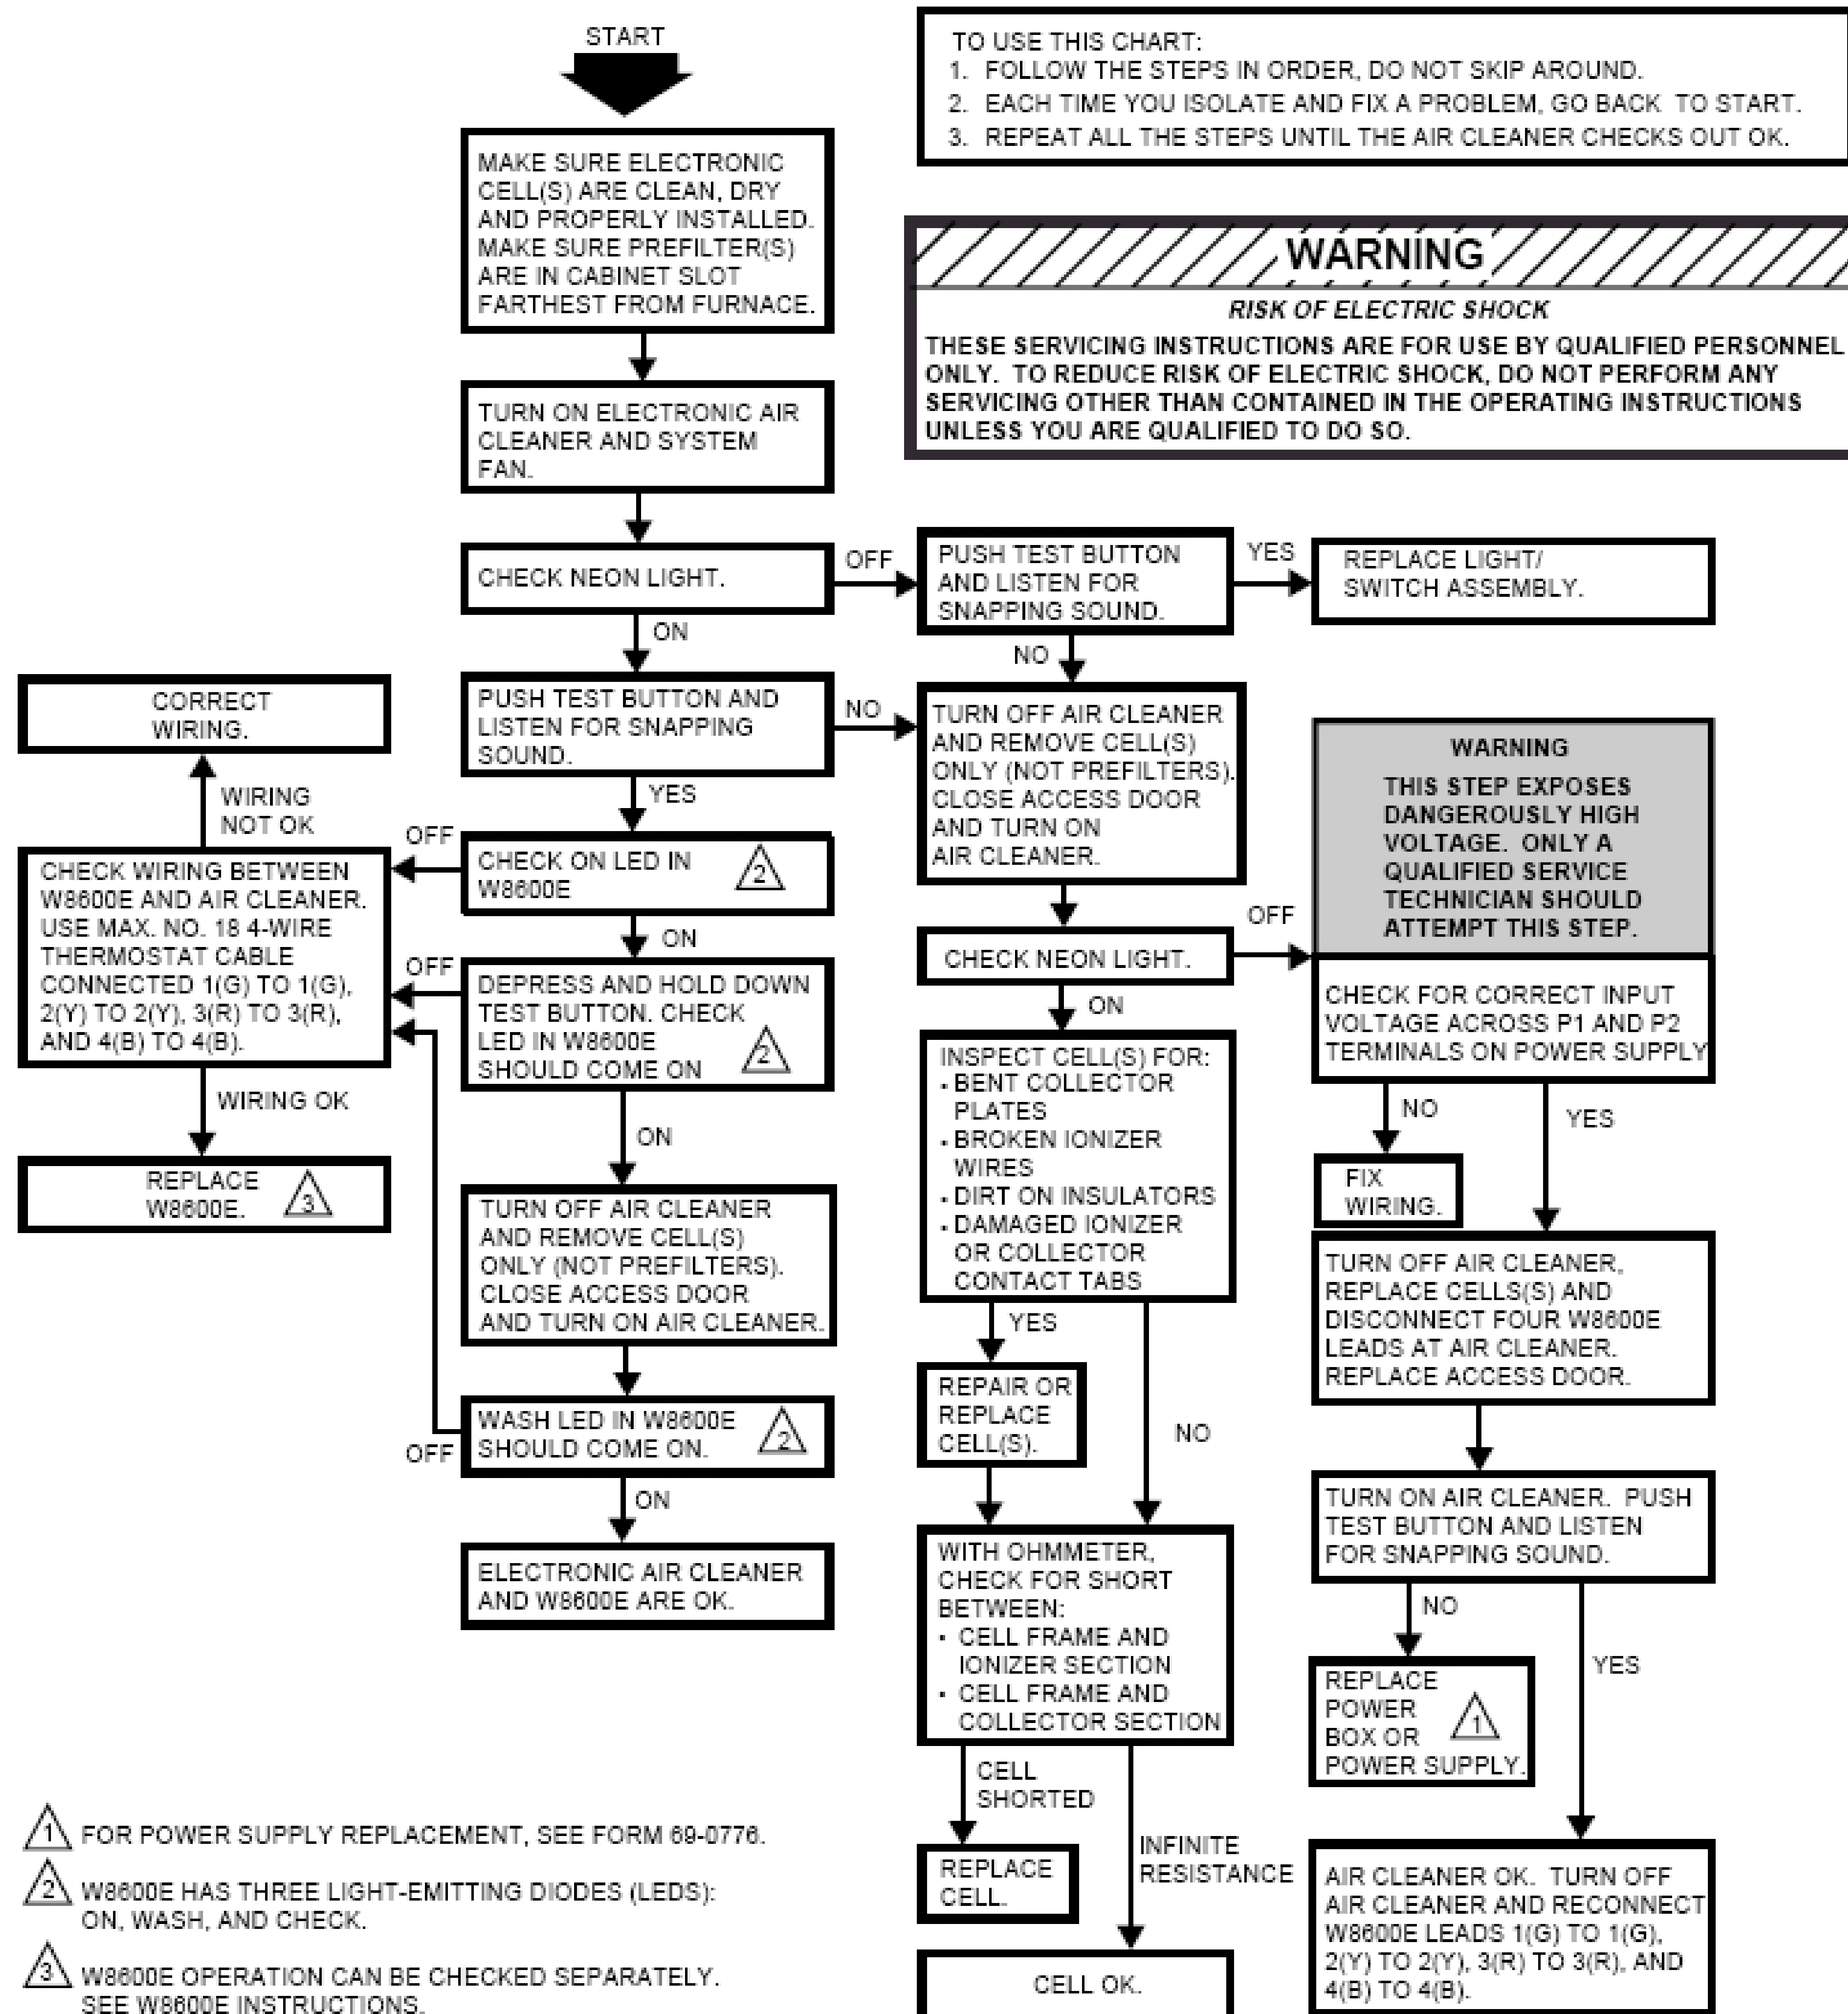 START
TO USE THIS CHART:
1. FOLLOW THE STEPS IN ORDER, DO NOT SKIP AROUND.
2. EACH TIME YOU ISOLATE AND FIX A PROBLEM, GO BACK TO START.
3. REPEAT ALL THE STEPS UNTIL THE AIR CLEANER CHECKS OUT OK.
WARNING
RISK OF ELECTRIC SHOCK
THESE SERVICING INSTRUCTIONS ARE FOR USE BY QUALIFIED PERSONNEL
ONLY. TO REDUCE RISK OF ELECTRIC SHOCK, DO NOT PERFORM ANY
SERVICING OTHER THAN CONTAINED IN THE OPERATING INSTRUCTIONS
UNLESS YOU ARE QUALIFIED TO DO SO.
MAKE SURE ELECTRONIC
CELL(S) ARE CLEAN, DRY
AND PROPERLY INSTALLED.
MAKE SURE PREFILTER(S)
ARE IN CABINET SLOT
FARTHEST FROM FURNACE.
TURN ON ELECTRONIC AIR
CLEANER AND SYSTEM
FAN.
CHECK NEON LIGHT.
OFF
ON
PUSH TEST BUTTON
AND LISTEN FOR
SNAPPING SOUND.
YES
NO
REPLACE LIGHT/
SWITCH ASSEMBLY.
PUSH TEST BUTTON AND
LISTEN FOR SNAPPING
SOUND.
NO
YES
CHECK ON LED IN
W8600E
2
OFF
ON
DEPRESS AND HOLD DOWN
TEST BUTTON. CHECK
LED IN W8600E
SHOULD COME ON
2
OFF
ON
TURN OFF AIR CLEANER
AND REMOVE CELL(S)
ONLY (NOT PREFILTERS).
CLOSE ACCESS DOOR
AND TURN ON AIR CLEANER.
WASH LED IN W8600E
SHOULD COME ON.
2
OFF
ON
ELECTRONIC AIR CLEANER
AND W8600E ARE OK.
CORRECT
WIRING.
WIRING
NOT OK
CHECK WIRING BETWEEN
W8600E AND AIR CLEANER.
USE MAX. NO. 18 4-WIRE
THERMOSTAT CABLE
CONNECTED 1(G) TO 1(G),
2(Y) TO 2(Y), 3(R) TO 3(R),
AND 4(B) TO 4(B).
WIRING OK
REPLACE
W8600E.
3
TURN OFF AIR CLEANER
AND REMOVE CELL(S)
ONLY (NOT PREFILTERS).
CLOSE ACCESS DOOR
AND TURN ON
AIR CLEANER.
CHECK NEON LIGHT.
OFF
ON
INSPECT CELL(S) FOR:
• BENT COLLECTOR
PLATES
• BROKEN IONIZER
WIRES
• DIRT ON INSULATORS
• DAMAGED IONIZER
OR COLLECTOR
CONTACT TABS
YES
NO
REPAIR OR
REPLACE
CELL(S).
WITH OHMMETER,
CHECK FOR SHORT
BETWEEN:
• CELL FRAME AND
IONIZER SECTION
• CELL FRAME AND
COLLECTOR SECTION
CELL
SHORTED
INFINITE
RESISTANCE
REPLACE
CELL.
CELL OK.
WARNING
THIS STEP EXPOSES
DANGEROUSLY HIGH
VOLTAGE. ONLY A
QUALIFIED SERVICE
TECHNICIAN SHOULD
ATTEMPT THIS STEP.
CHECK FOR CORRECT INPUT
VOLTAGE ACROSS P1 AND P2
TERMINALS ON POWER SUPPLY
NO
YES
FIX
WIRING.
TURN OFF AIR CLEANER,
REPLACE CELLS(S) AND
DISCONNECT FOUR W8600E
LEADS AT AIR CLEANER.
REPLACE ACCESS DOOR.
TURN ON AIR CLEANER. PUSH
TEST BUTTON AND LISTEN
FOR SNAPPING SOUND.
NO
YES
REPLACE
POWER
BOX OR
POWER SUPPLY.
1
AIR CLEANER OK. TURN OFF
AIR CLEANER AND RECONNECT
W8600E LEADS 1(G) TO 1(G),
2(Y) TO 2(Y), 3(R) TO 3(R), AND
4(B) TO 4(B).
1 FOR POWER SUPPLY REPLACEMENT, SEE FORM 69-0776.
2 W8600E HAS THREE LIGHT-EMITTING DIODES (LEDS):
ON, WASH, AND CHECK.
3 W8600E OPERATION CAN BE CHECKED SEPARATELY.
SEE W8600E INSTRUCTIONS.